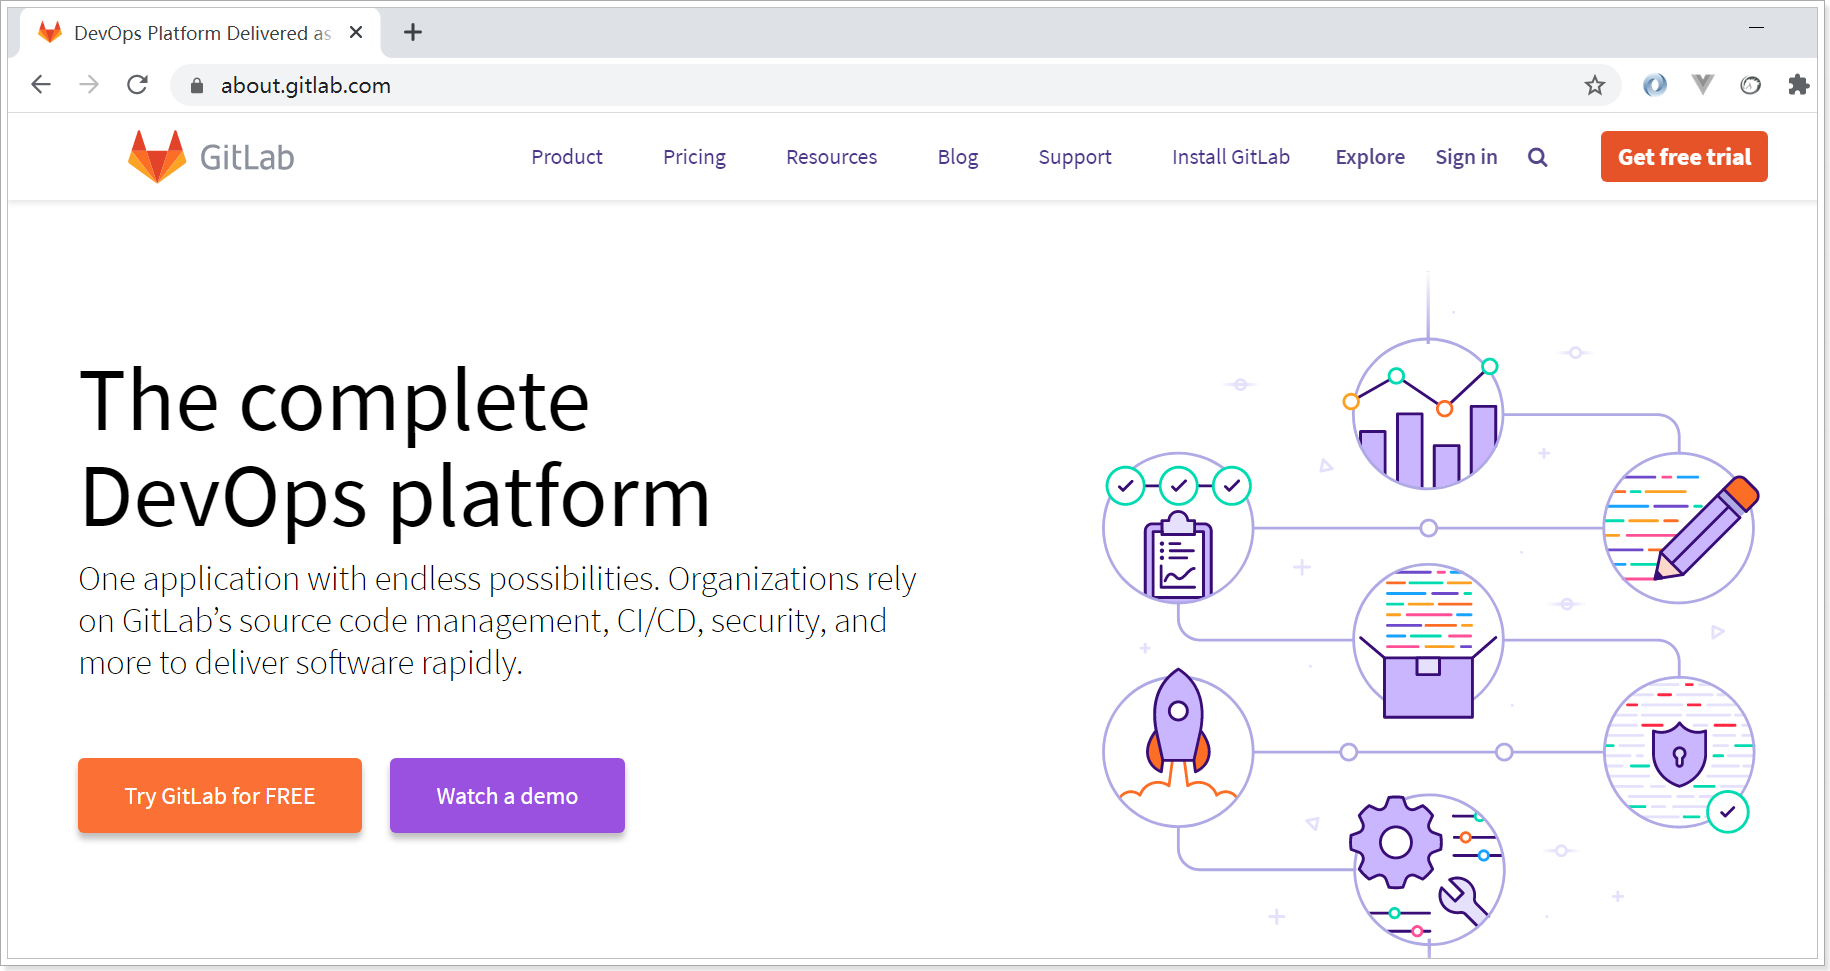 DevOps Platform Delivered as
about.gitlab.com
GitLab
Product Pricing Resources Blog Support Install GitLab Explore Sign in Get free trial
The complete
DevOps platform
One application with endless possibilities. Organizations rely
on GitLab’s source code management, CI/CD, security, and
more to deliver software rapidly.
Try GitLab for FREE Watch a demo